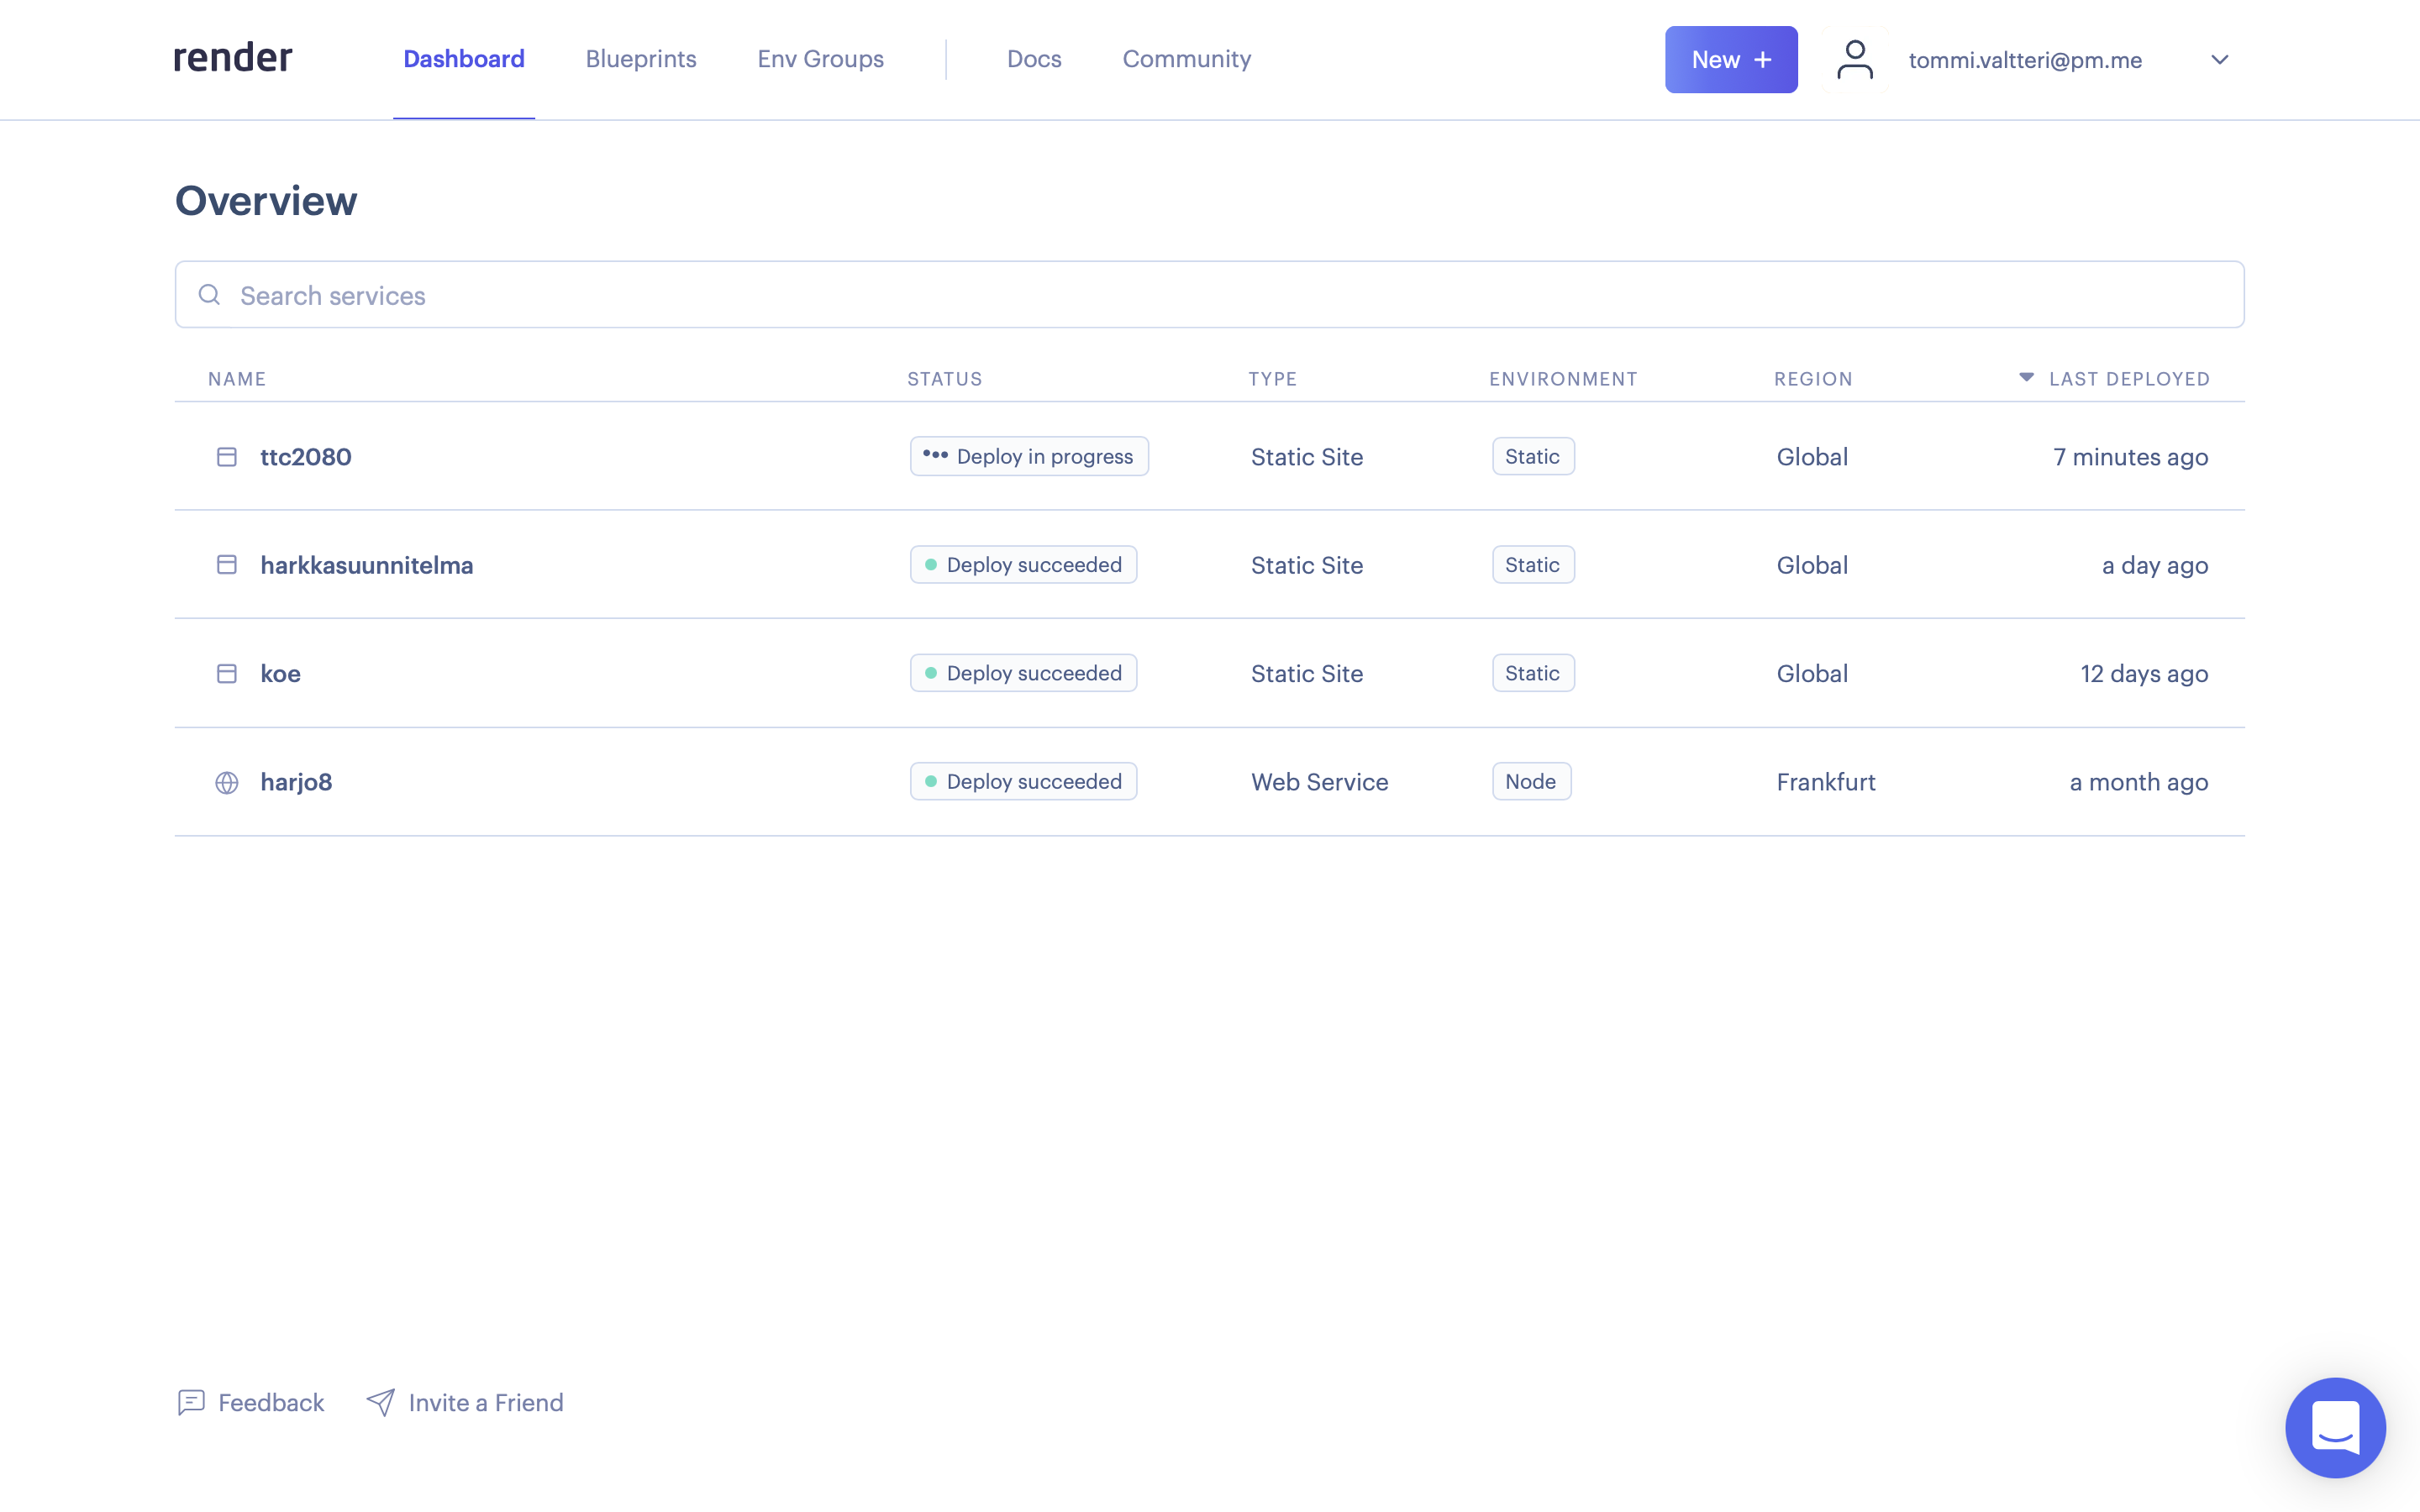 render Dashboard Blueprints Env Groups Docs Community New + tommi.valtteri@pm.me
Overview
Search services
NAME STATUS TYPE ENVIRONMENT REGION LAST DEPLOYED
ttc2080 Deploy in progress Static Site Static Global 7 minutes ago
harkkasuunnitelma Deploy succeeded Static Site Static Global a day ago
koe Deploy succeeded Static Site Static Global 12 days ago
harjo8 Deploy succeeded Web Service Node Frankfurt a month ago
Feedback Invite a Friend